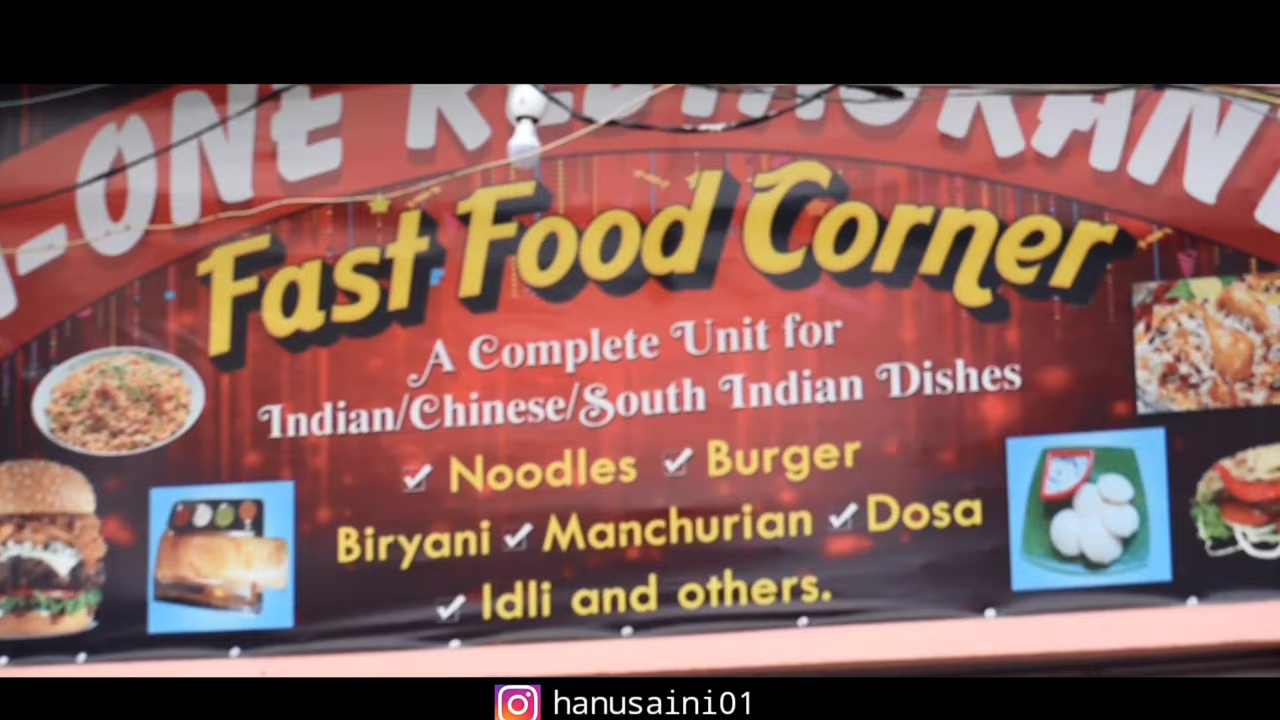 -ONE RESTAURANT
Fast Food Corner
A Complete Unit for
Indian/Chinese/South Indian Dishes
Noodles Burger
Biryani Manchurian Dosa
Idli and others.
hanusaini01